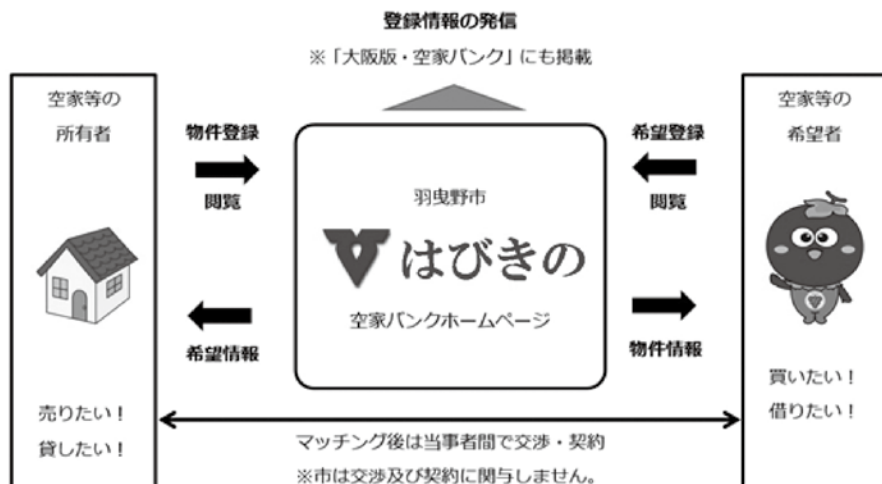 登録情報の発信
※「大阪版・空家バンク」にも掲載
空家等の
所有者
売りたい！
貸したい！
物件登録
閲覧
希望情報
羽曳野市
はびきの
空家バンクホームページ
希望登録
閲覧
物件情報
空家等の
希望者
買いたい！
借りたい！
マッチング後は当事者間で交渉・契約
※市は交渉及び契約に関与しません。